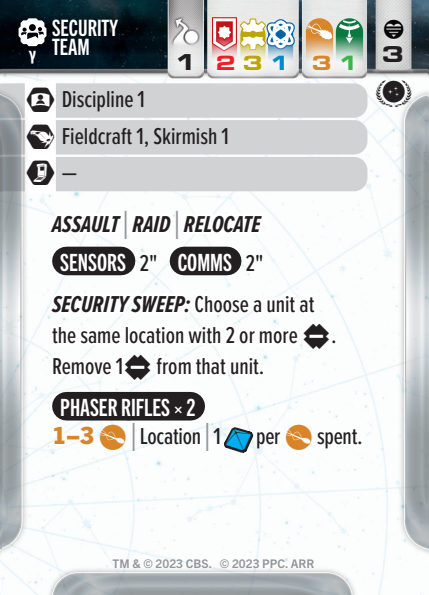 SECURITY
TEAM
Y
1
2 3 1
3 1
3
Discipline 1
Fieldcraft 1, Skirmish 1
—
ASSAULT | RAID | RELOCATE
SENSORS 2" COMMS 2"
SECURITY SWEEP: Choose a unit at
the same location with 2 or more .
Remove 1 from that unit.
PHASER RIFLES × 2
1–3 | Location | 1 per spent.
TM & © 2023 CBS. © 2023 PPC. ARR